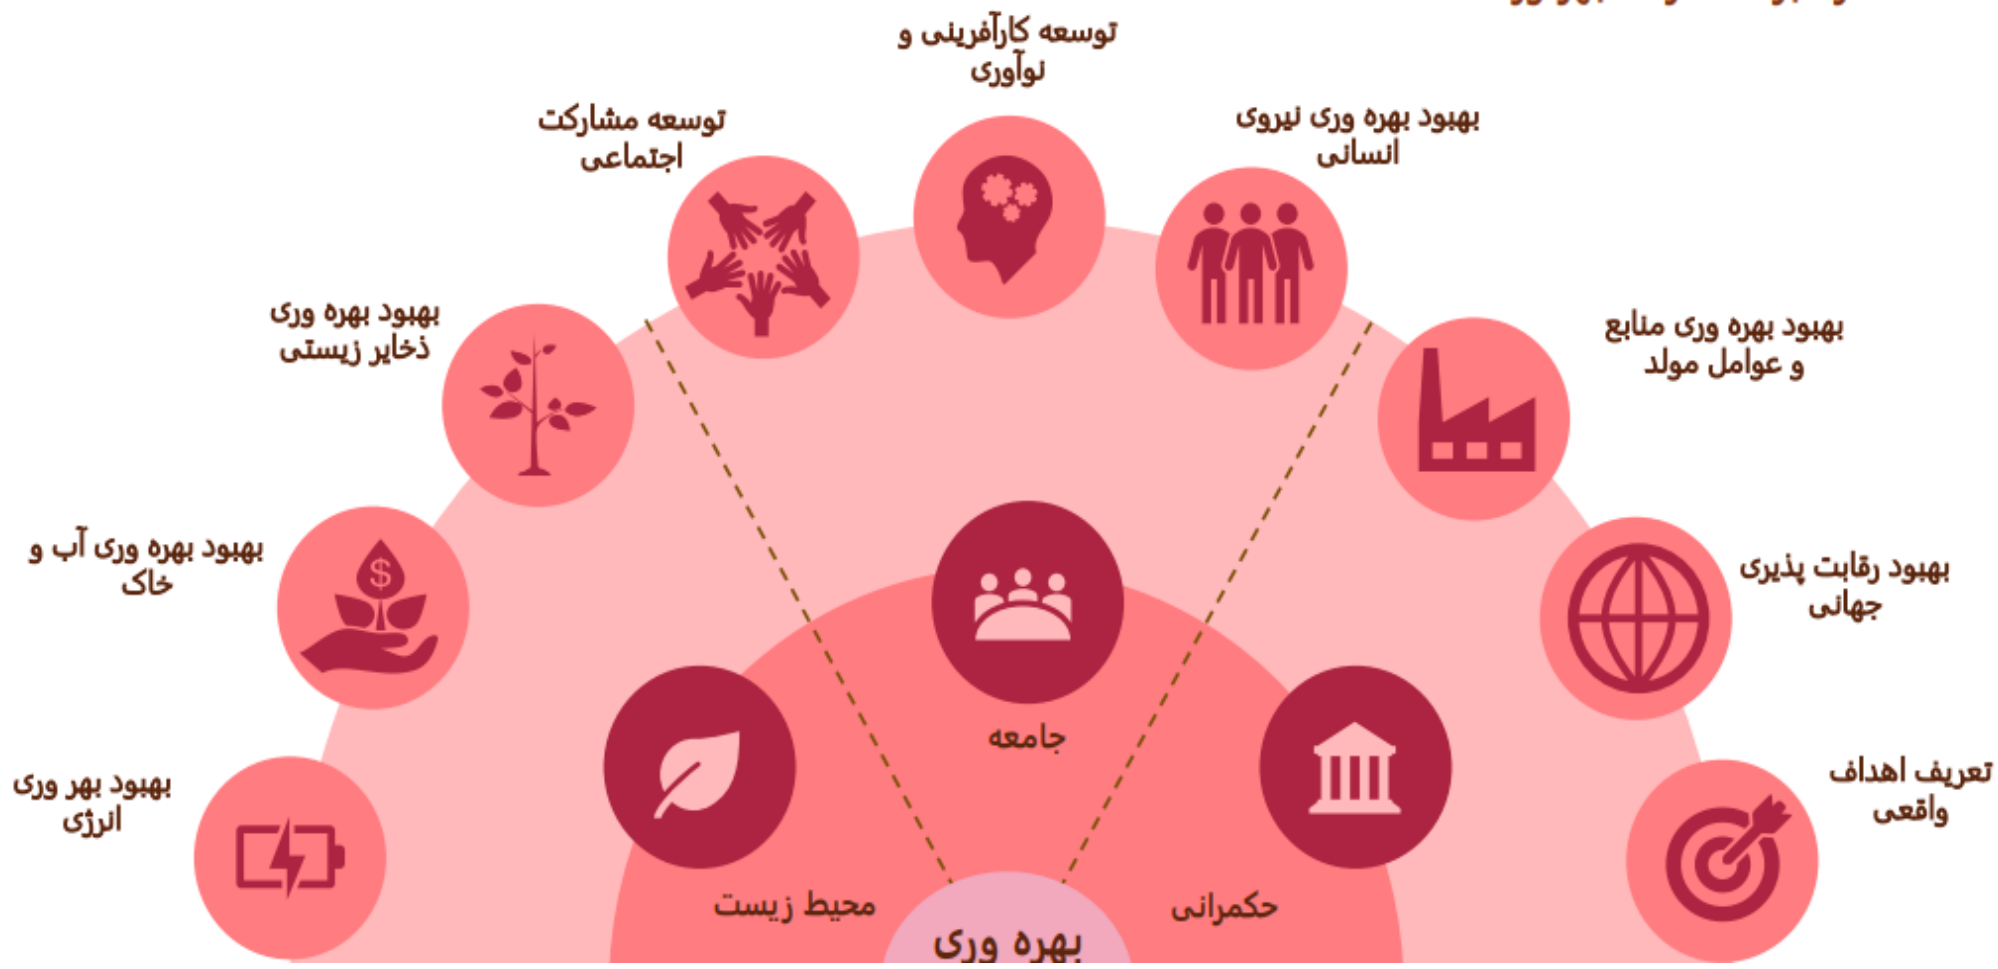 توسعه کارآفرینی و
نوآوری
بهبود بهره وری نیروی
انسانی
توسعه مشارکت
اجتماعی
بهبود بهره وری منابع
و عوامل مولد
بهبود بهره وری
ذخایر زیستی
بهبود رقابت پذیری
جهانی
بهبود بهره وری آب و
خاک
تعریف اهداف
واقعی
بهبود بهر وری
انرژی
$
جامعه
حکمرانی
محیط زیست
بهره وری